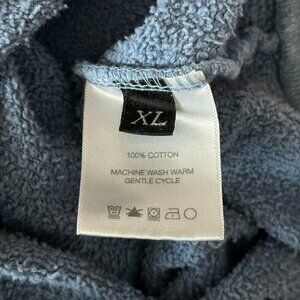 XL
100% COTTON
MACHINE WASH WARM
GENTLE CYCLE